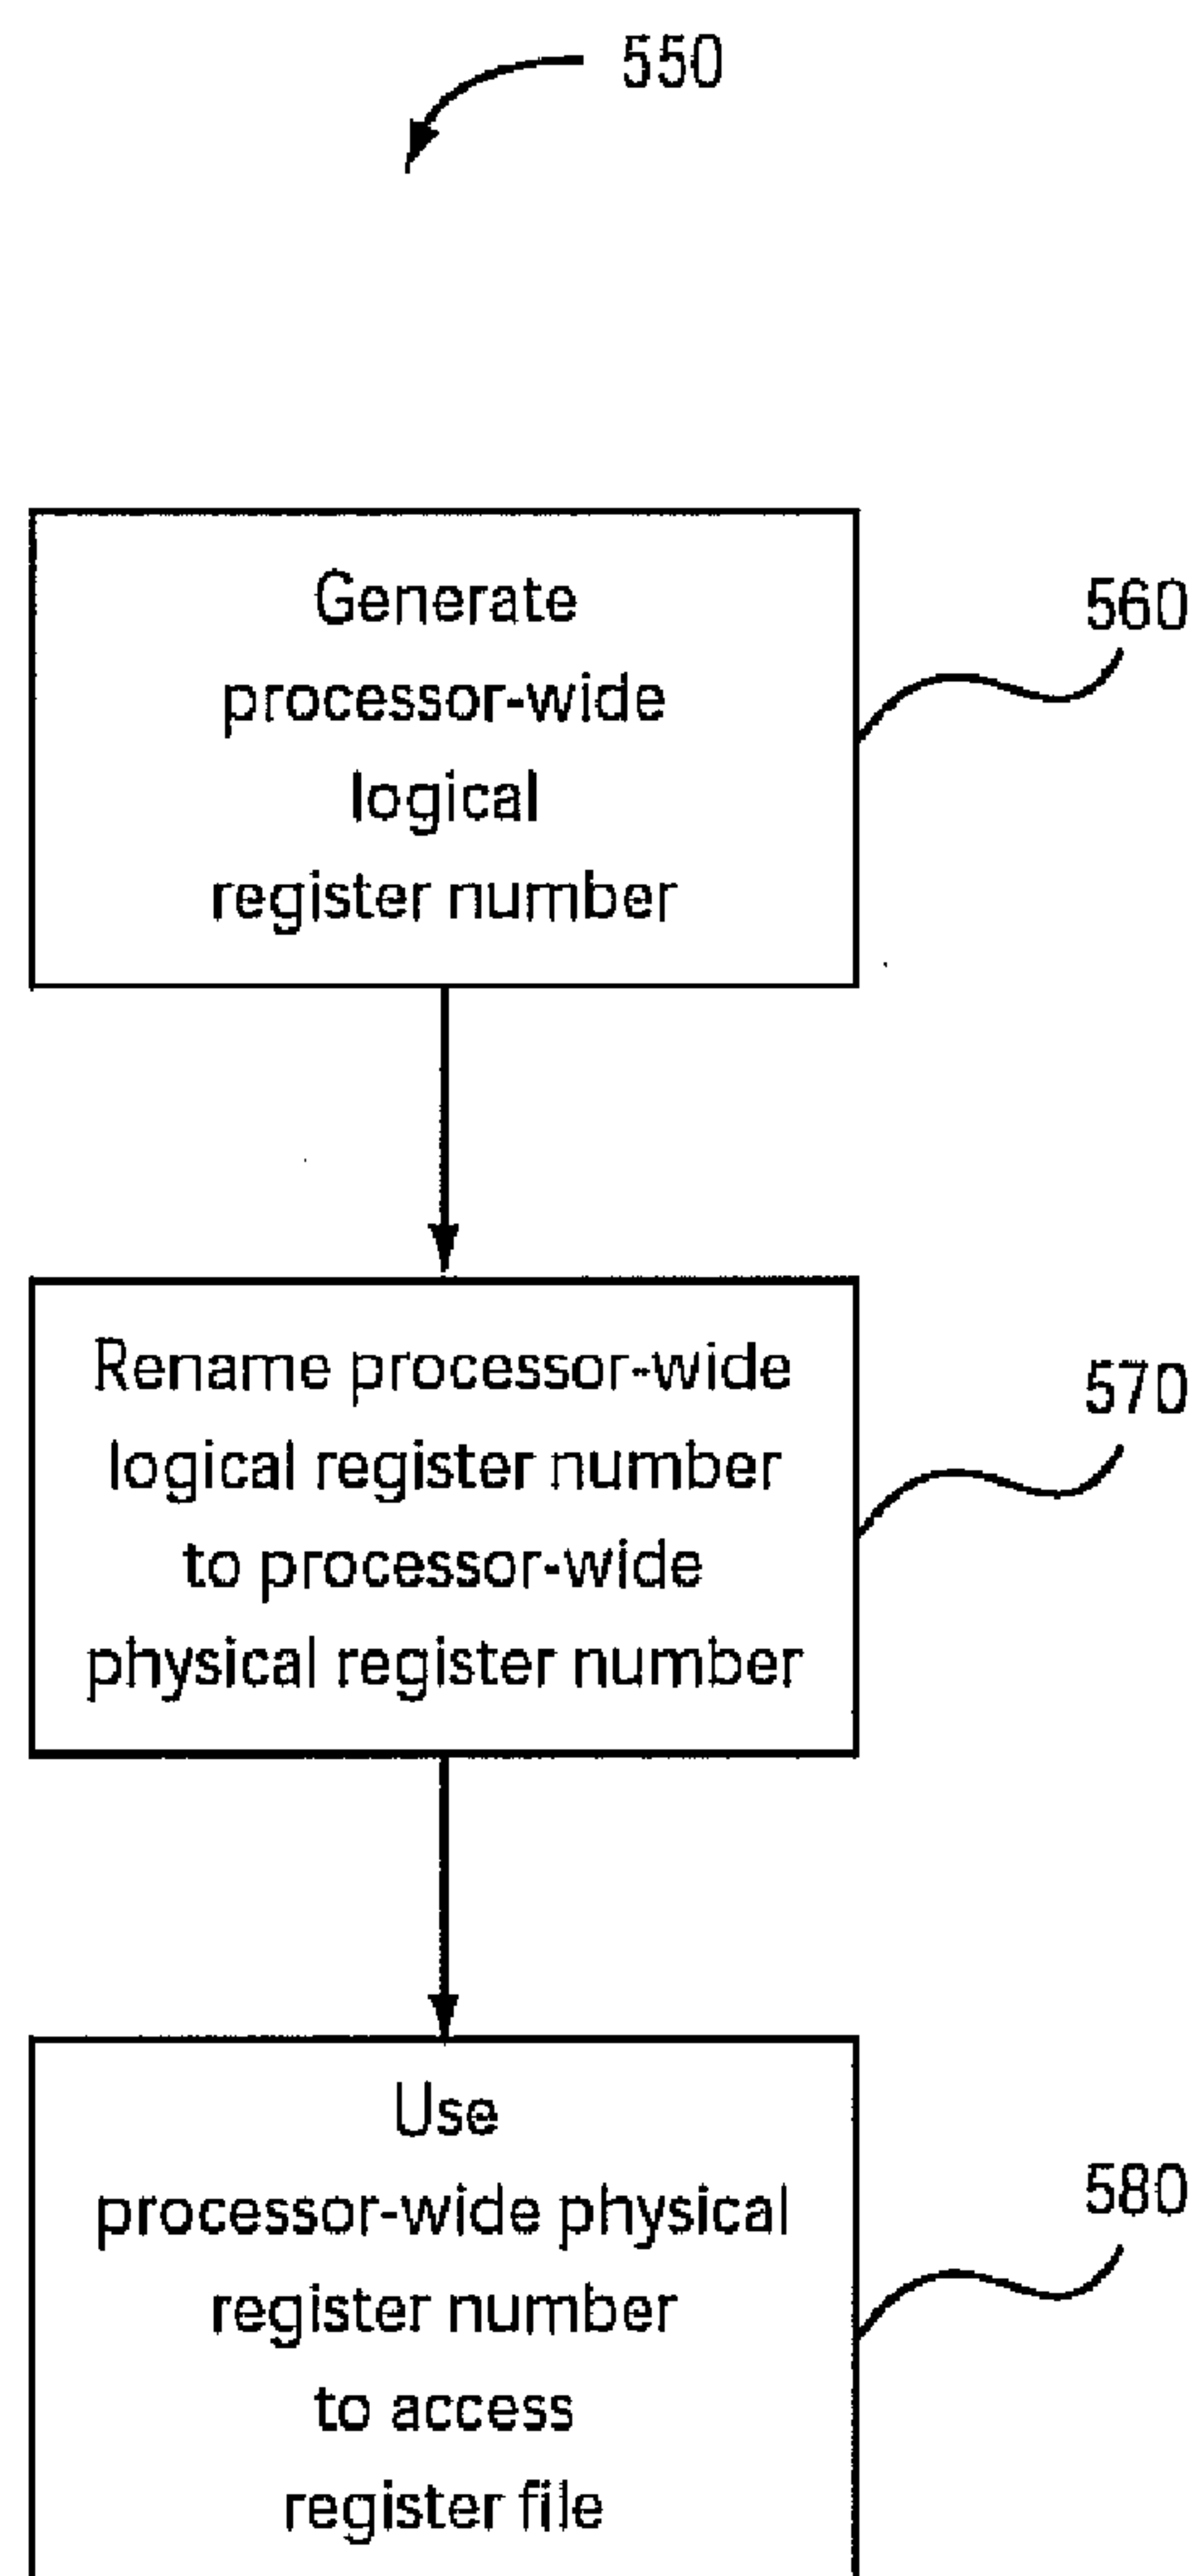 550
Generate
processor-wide
logical
register number
560
Rename processor-wide
logical register number
to processor-wide
physical register number
570
Use
processor-wide physical
register number
to access
register file
580